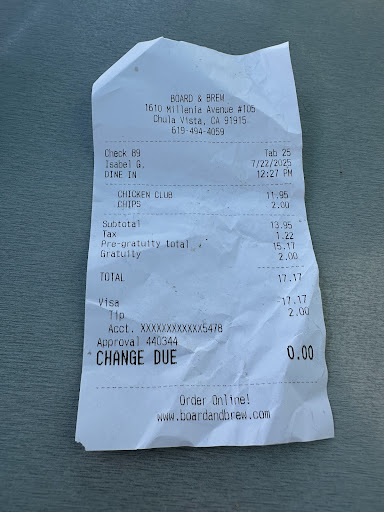 BOARD & BREW
1610 Millenia Avenue #105
Chula Vista, CA 91915
619-494-4059
Check 89 Tab 25
Isabel G. 7/22/2025
DINE IN 12:27 PM
CHICKEN CLUB 11.95
CHIPS 2.00
Subtotal 13.95
Tax 1.22
Pre-gratuity total 15.17
Gratuity 2.00
TOTAL 17.17
Visa -17.17
Tip 2.00
Acct. XXXXXXXXXXXX5478
Approval 440344
CHANGE DUE 0.00
Order Online!
www.boardandbrew.com